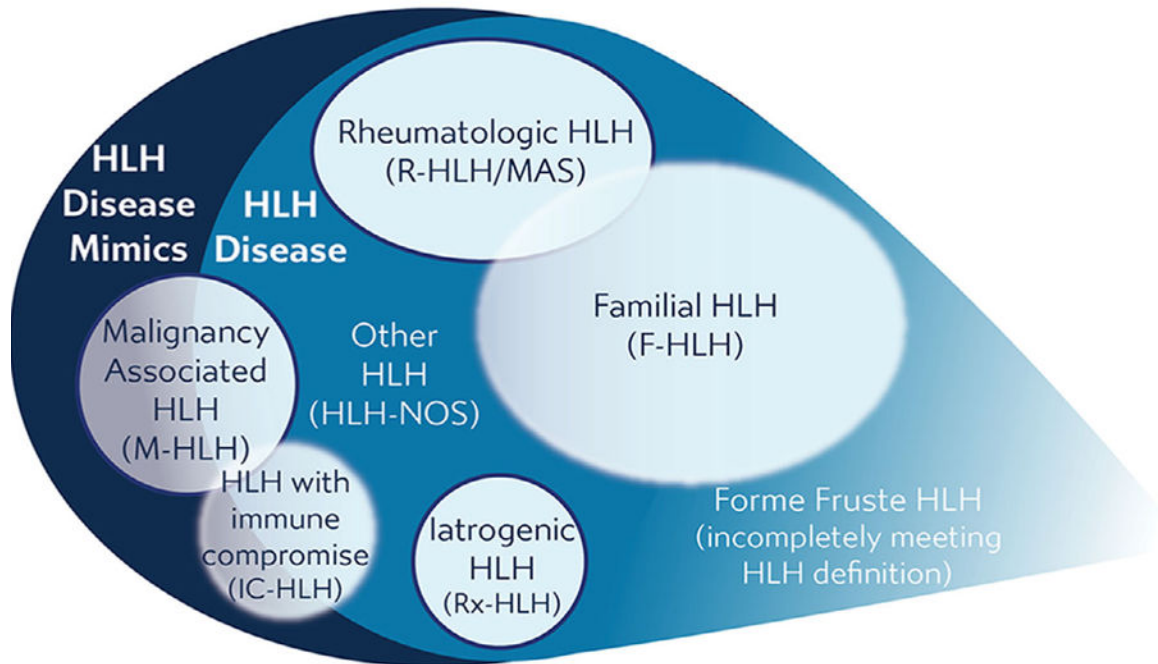 HLH
Disease
Mimics
HLH
Disease
Rheumatologic HLH
(R-HLH/MAS)
Familial HLH
(F-HLH)
Malignancy
Associated
HLH
(M-HLH)
Other
HLH
(HLH-NOS)
HLH with
immune
compromise
(IC-HLH)
Iatrogenic
HLH
(Rx-HLH)
Forme Fruste HLH
(incompletely meeting
HLH definition)